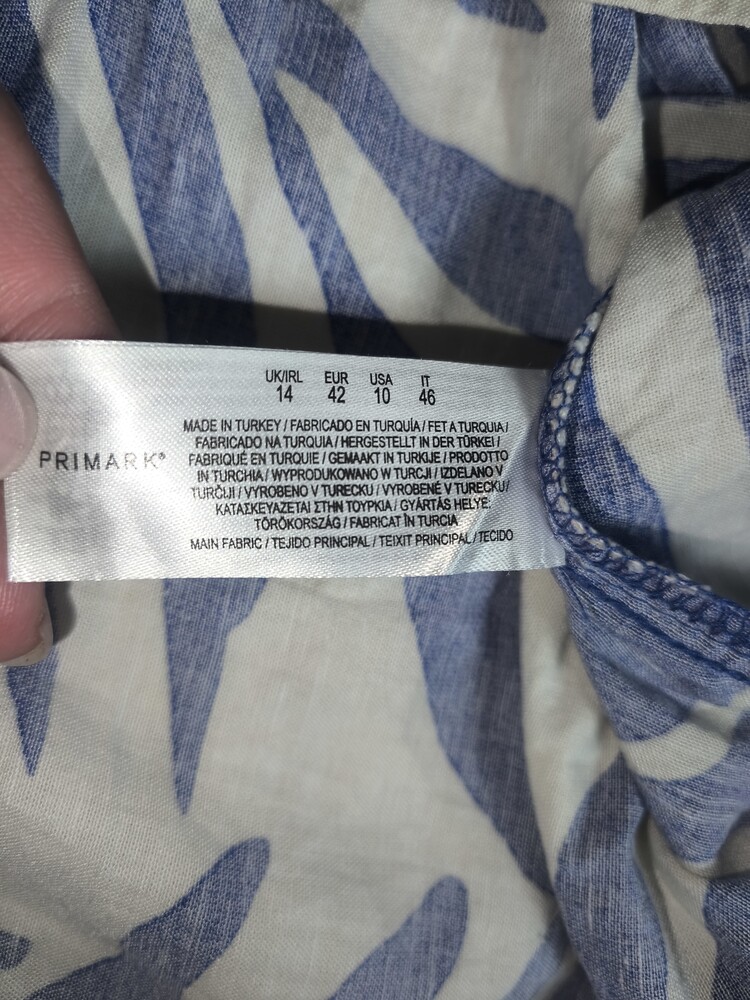 UK/IRL EUR USA IT
14 42 10 46
PRIMARK®
MADE IN TURKEY / FABRICADO EN TURQUÍA / FET A TURQUIA /
FABRICADO NA TURQUIA / HERGESTELLT IN DER TÜRKEI /
FABRIQUÉ EN TURQUIE / GEMAAKT IN TURKIJE / PRODOTTO
IN TURCHIA / WYPRODUKOWANO W TURCJI / IZDELANO V
TURČIJI / VYROBENO V TURECKU / VYROBENÉ V TURECKU /
ΚΑΤΑΣΚΕΥΑΖΕΤΑΙ ΣΤΗΝ ΤΟΥΡΚΙΑ / GYÁRTÁS HELYE:
TÖRÖKORSZÁG / FABRICAT ÎN TURCIA
MAIN FABRIC / TEJIDO PRINCIPAL / TEIXIT PRINCIPAL / TECIDO